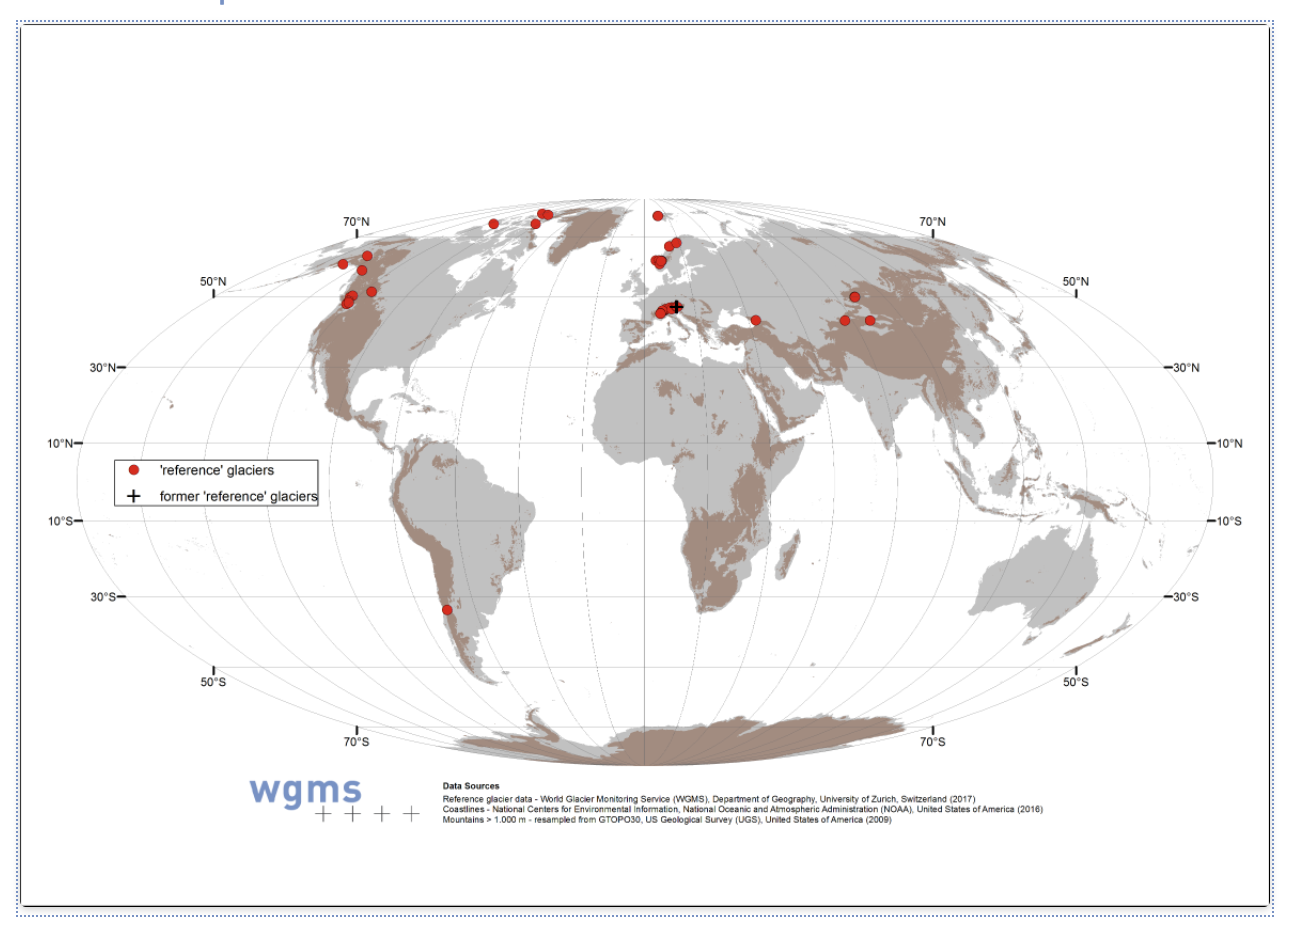 70°N
70°N
50°N
50°N
30°N
30°N
10°N
10°N
'reference' glaciers
former 'reference' glaciers
10°S
10°S
30°S
30°S
50°S
50°S
70°S
70°S
wgms
Data Sources
Reference glacier data - World Glacier Monitoring Service (WGMS), Department of Geography, University of Zurich, Switzerland (2017)
Coastlines - National Centers for Environmental Information, National Oceanic and Atmospheric Administration (NOAA), United States of America (2016)
Mountains > 1.000 m - resampled from GTOPO30, US Geological Survey (UGS), United States of America (2009)